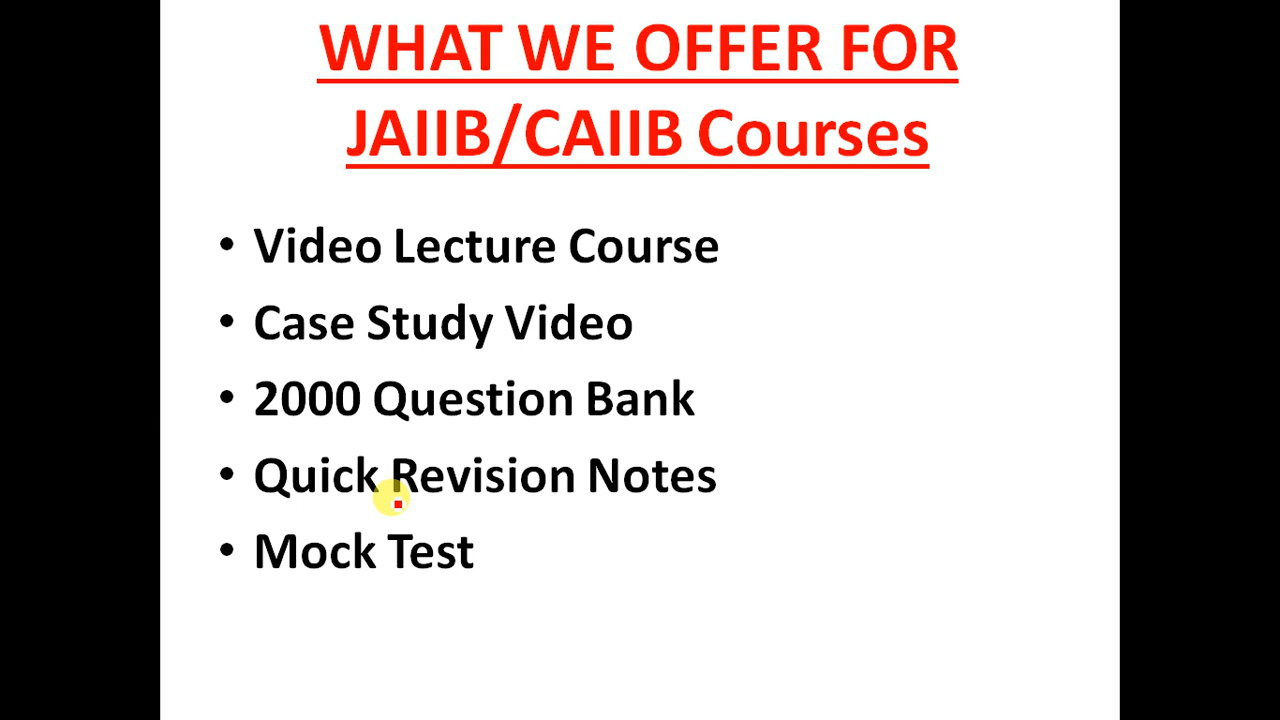 WHAT WE OFFER FOR
JAIIB/CAIIB Courses
• Video Lecture Course
• Case Study Video
• 2000 Question Bank
• Quick Revision Notes
• Mock Test